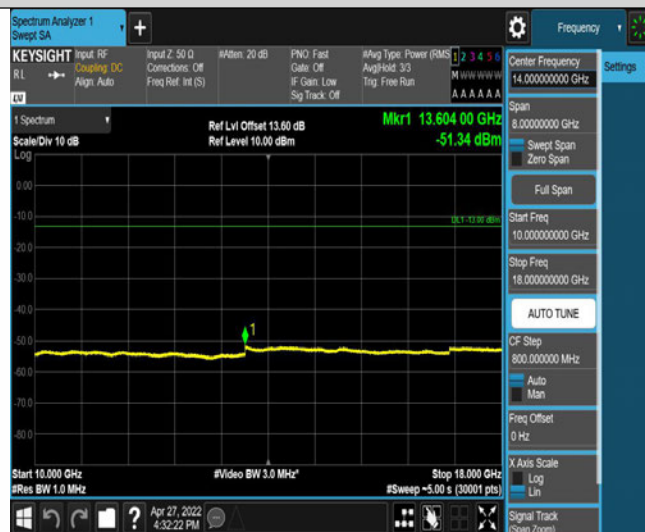 Spectrum Analyzer 1
Swept SA
Frequency
KEYSIGHT
RL
Input: RF
Coupling: DC
Align: Auto
Input Z: 50 Ω
Corrections: Off
Freq Ref: Int (S)
#Atten: 20 dB
PNO: Fast
Gate: Off
IF Gain: Low
Sig Track: Off
#Avg Type: Power (RMS
Avg|Hold: 3/3
Trig: Free Run
1 2 3 4 5 6
M W W W W W
A A A A A A
LXI
Center Frequency
14.000000000 GHz
Settings
Span
8.00000000 GHz
Swept Span
Zero Span
Full Span
Start Freq
10.000000000 GHz
Stop Freq
18.000000000 GHz
AUTO TUNE
CF Step
800.000000 MHz
Auto
Man
Freq Offset
0 Hz
X Axis Scale
Log
Lin
Signal Track
(Span Zoom)
1 Spectrum
Scale/Div 10 dB
Log
Ref Lvl Offset 13.60 dB
Ref Level 10.00 dBm
Mkr1 13.604 00 GHz
-51.34 dBm
0.00
-10.0
DL1 -13.00 dBm
-20.0
-30.0
-40.0
-50.0
1
-60.0
-70.0
-80.0
Start 10.000 GHz
#Res BW 1.0 MHz
#Video BW 3.0 MHz*
Stop 18.000 GHz
#Sweep ~5.00 s (30001 pts)
?
Apr 27, 2022
4:32:22 PM